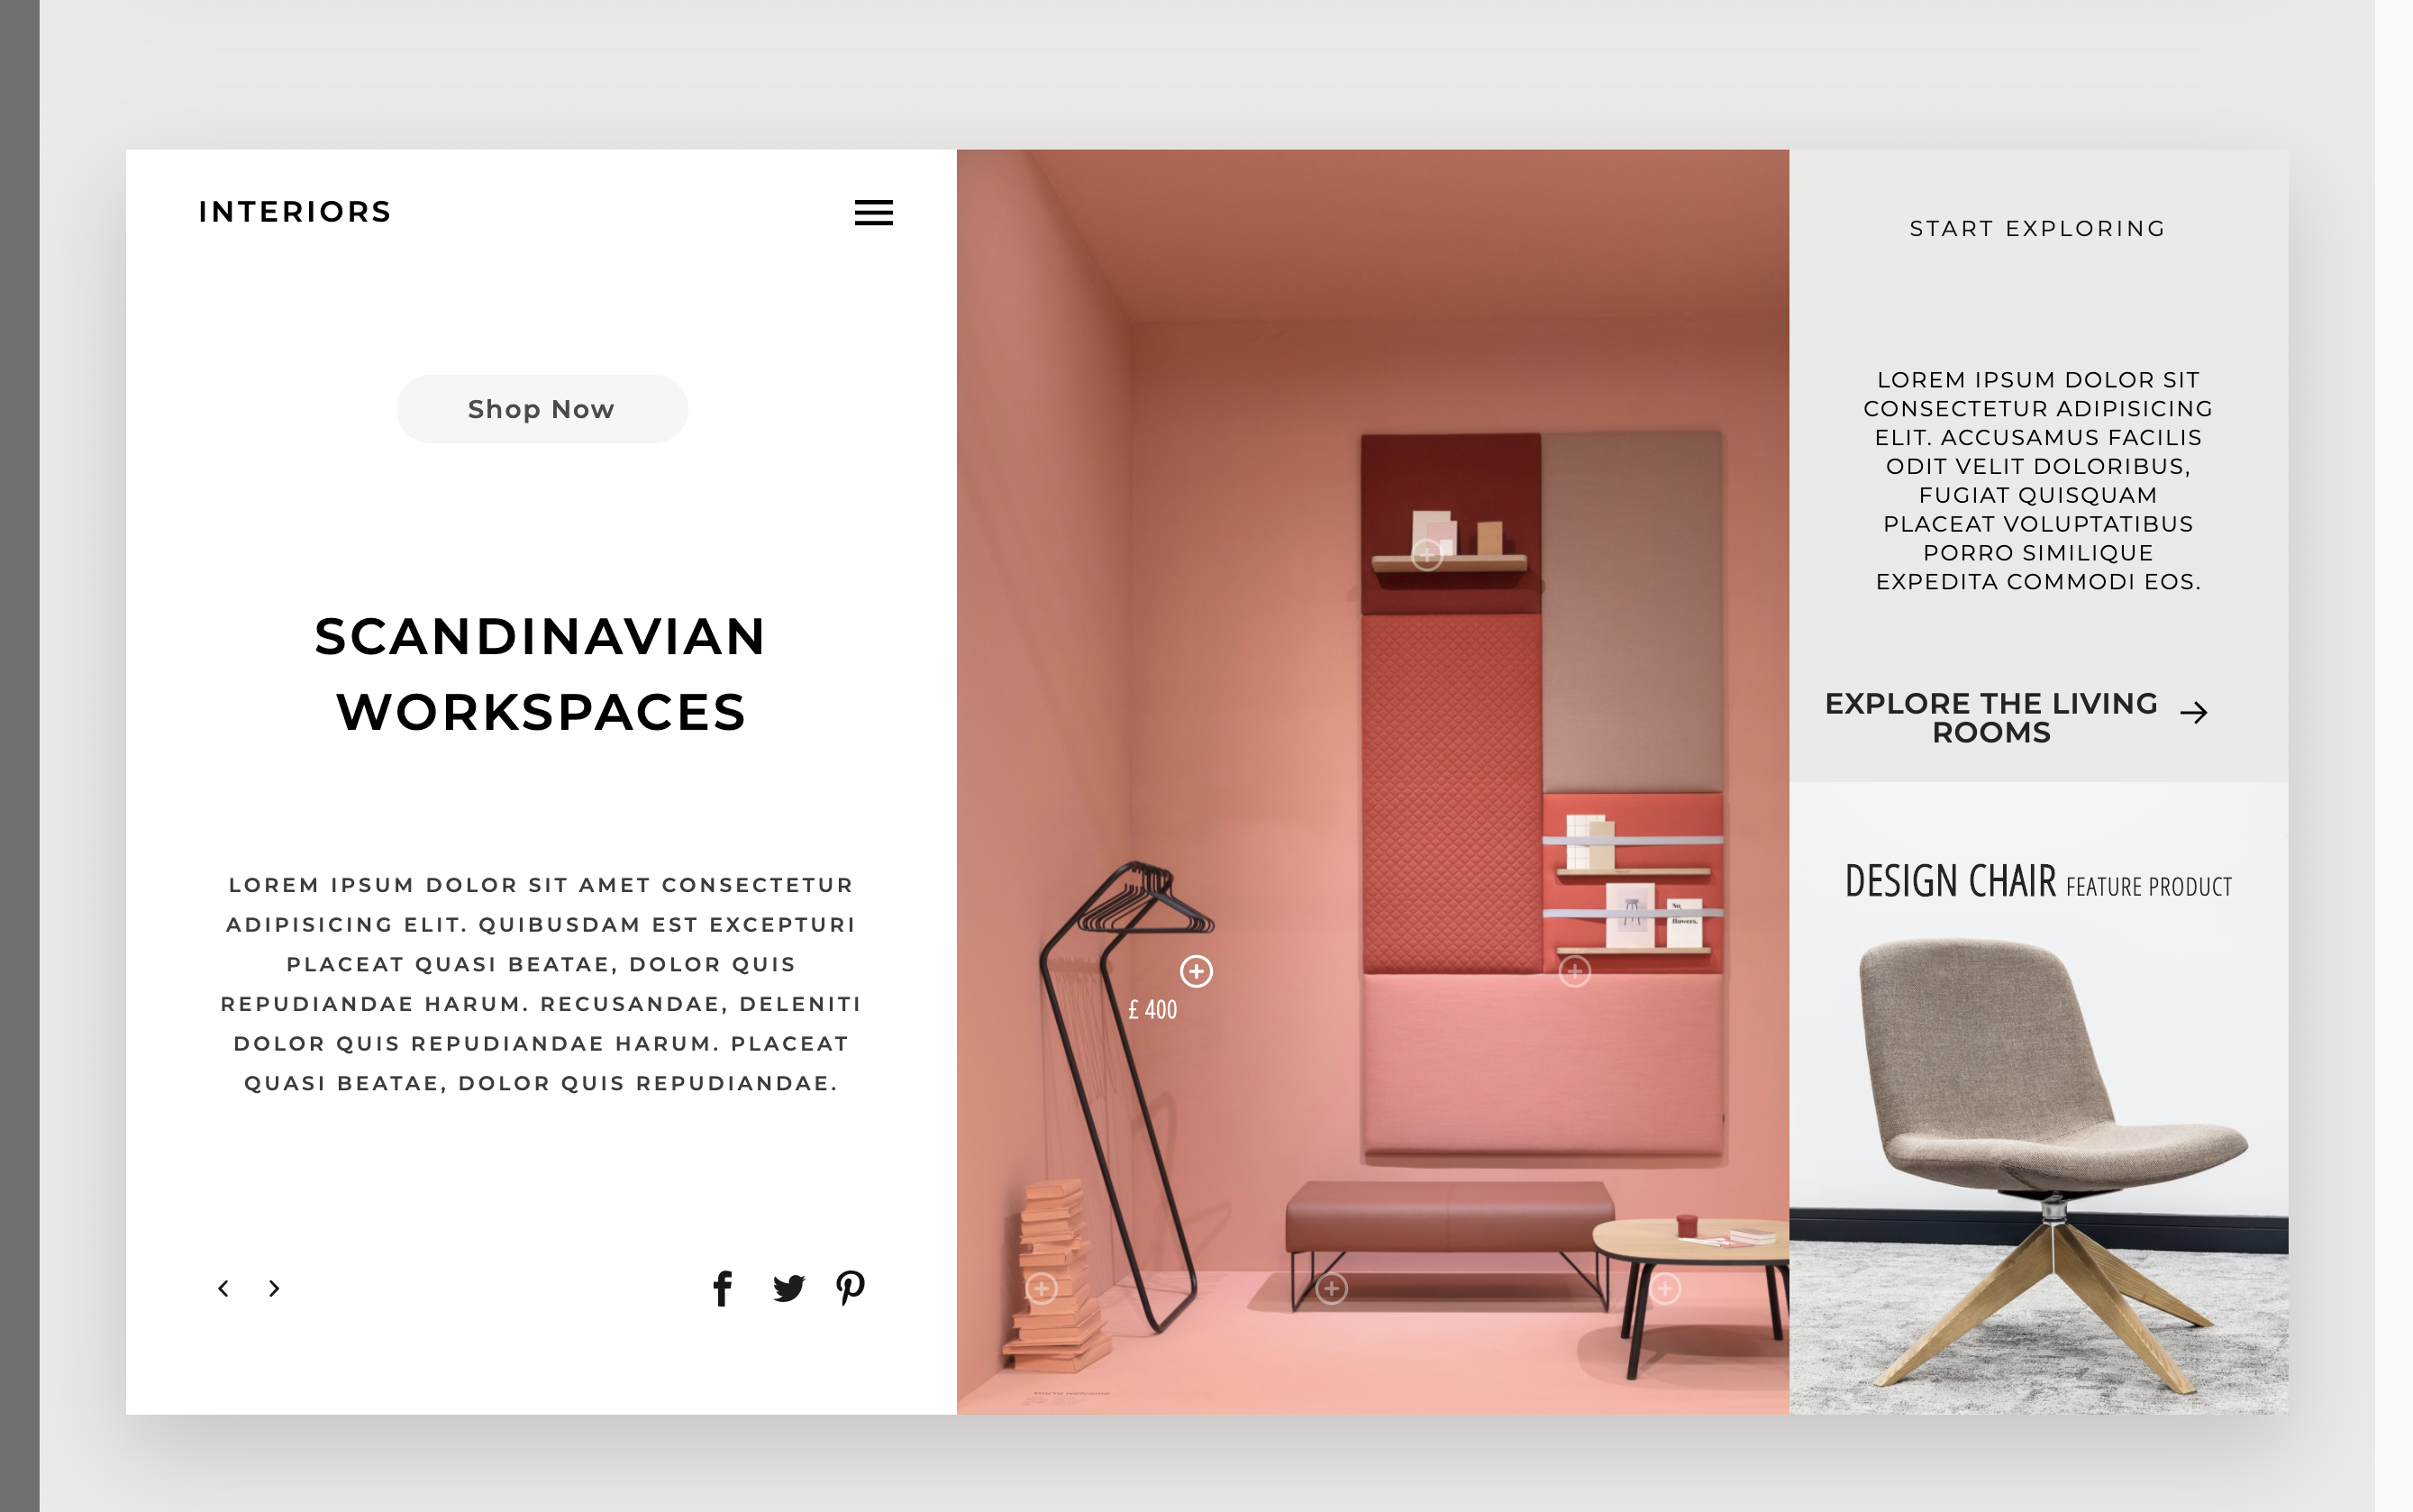 INTERIORS
Shop Now
SCANDINAVIAN
WORKSPACES
LOREM IPSUM DOLOR SIT AMET CONSECTETUR
ADIPISICING ELIT. QUIBUSDAM EST EXCEPTURI
PLACEAT QUASI BEATAE, DOLOR QUIS
REPUDIANDAE HARUM. RECUSANDAE, DELENITI
DOLOR QUIS REPUDIANDAE HARUM. PLACEAT
QUASI BEATAE, DOLOR QUIS REPUDIANDAE.
£ 400
No,
flowers.
START EXPLORING
LOREM IPSUM DOLOR SIT
CONSECTETUR ADIPISICING
ELIT. ACCUSAMUS FACILIS
ODIT VELIT DOLORIBUS,
FUGIAT QUISQUAM
PLACEAT VOLUPTATIBUS
PORRO SIMILIQUE
EXPEDITA COMMODI EOS.
EXPLORE THE LIVING
ROOMS
DESIGN CHAIR FEATURE PRODUCT